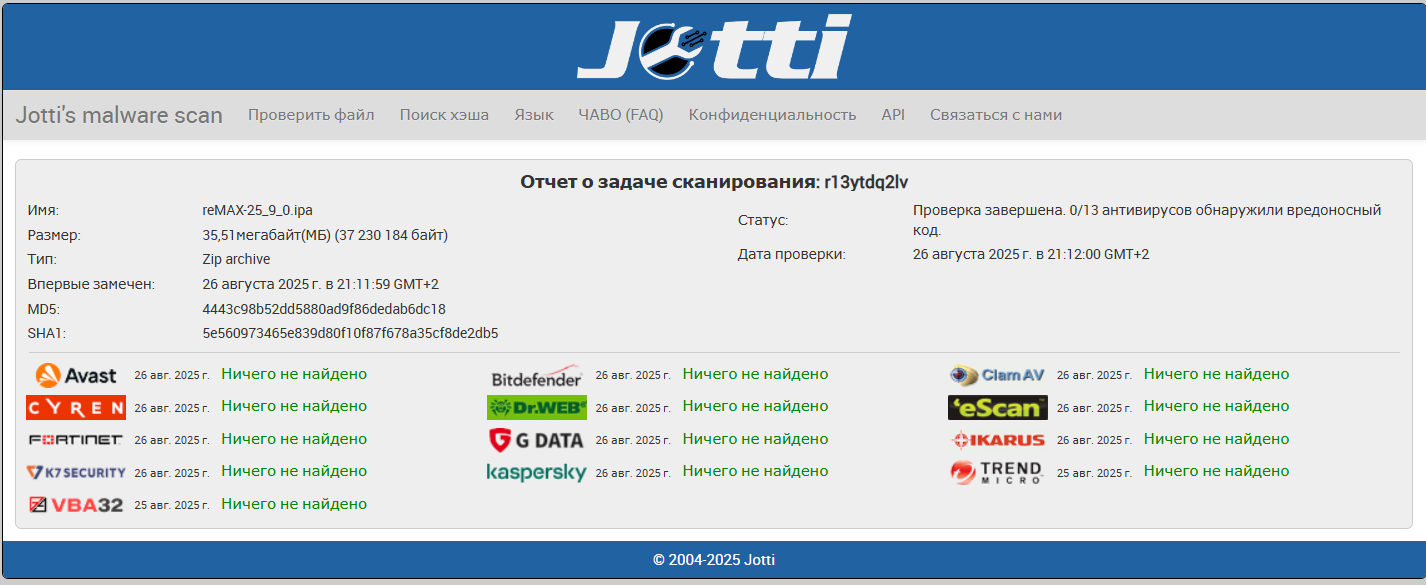 Jotti
Jotti's malware scan Проверить файл Поиск хэша Язык ЧАВО (FAQ) Конфиденциальность API Связаться с нами
Отчет о задаче сканирования: r13ytdq2lv
Имя: reMAX-25_9_0.ipa
Размер: 35,51мегабайт(МБ) (37 230 184 байт)
Тип: Zip archive
Впервые замечен: 26 августа 2025 г. в 21:11:59 GMT+2
MD5: 4443c98b52dd5880ad9f86dedab6dc18
SHA1: 5e560973465e839d80f10f87f678a35cf8de2db5
Статус: Проверка завершена. 0/13 антивирусов обнаружили вредоносный
код.
Дата проверки: 26 августа 2025 г. в 21:12:00 GMT+2
Avast 26 авг. 2025 г. Ничего не найдено
Bitdefender 26 авг. 2025 г. Ничего не найдено
ClamAV 26 авг. 2025 г. Ничего не найдено
CYREN 26 авг. 2025 г. Ничего не найдено
Dr.WEB 26 авг. 2025 г. Ничего не найдено
eScan 26 авг. 2025 г. Ничего не найдено
FORTINET 26 авг. 2025 г. Ничего не найдено
G DATA 26 авг. 2025 г. Ничего не найдено
IKARUS 26 авг. 2025 г. Ничего не найдено
K7 SECURITY 26 авг. 2025 г. Ничего не найдено
kaspersky 26 авг. 2025 г. Ничего не найдено
TREND MICRO 25 авг. 2025 г. Ничего не найдено
VBA32 25 авг. 2025 г. Ничего не найдено
© 2004-2025 Jotti